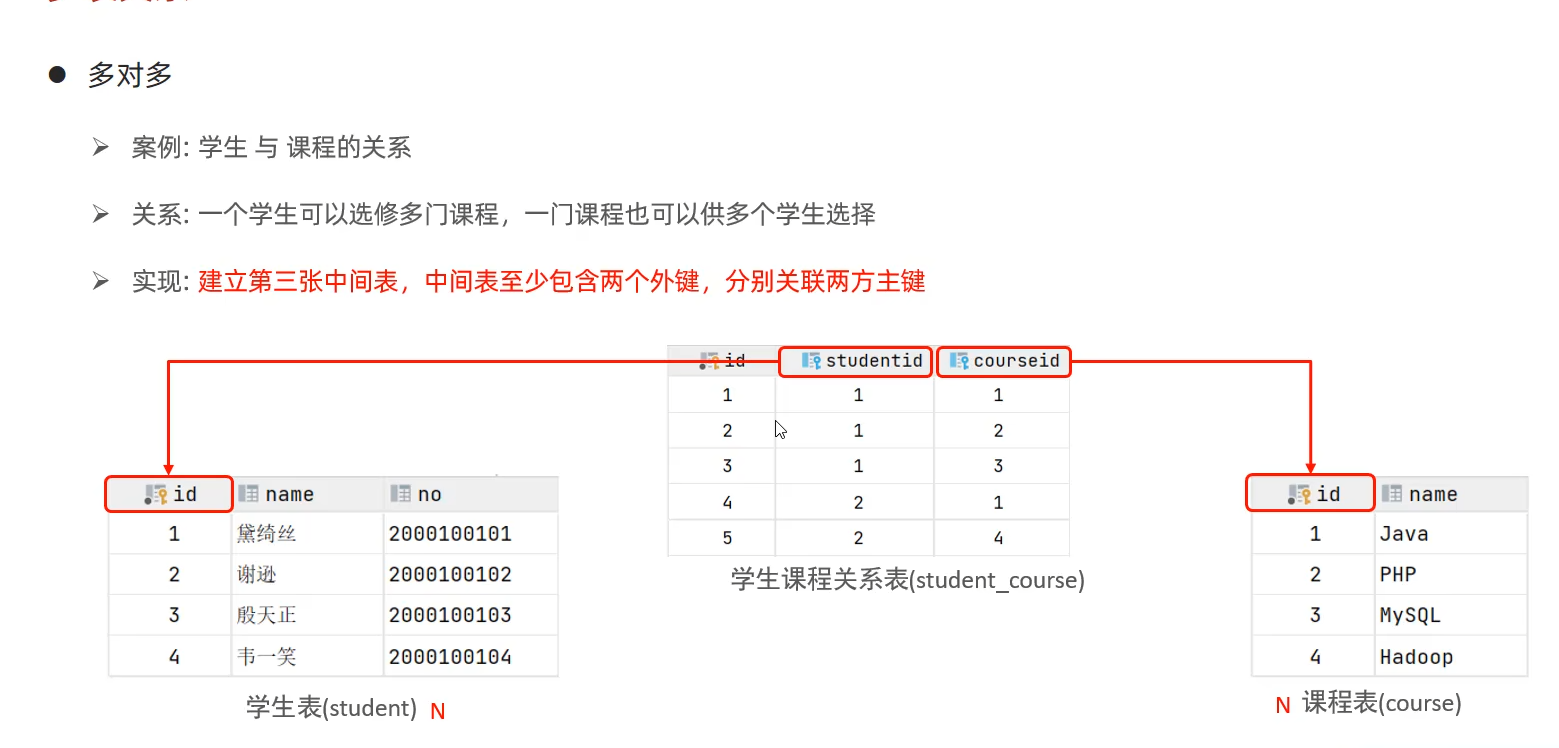 多对多
案例: 学生 与 课程的关系
关系: 一个学生可以选修多门课程，一门课程也可以供多个学生选择
实现: 建立第三张中间表，中间表至少包含两个外键，分别关联两方主键
id studentid courseid
1 1 1
2 1 2
3 1 3
4 2 1
5 2 4
学生课程关系表(student_course)
id name no
1 黛绮丝 2000100101
2 谢逊 2000100102
3 殷天正 2000100103
4 韦一笑 2000100104
学生表(student) N
id name
1 Java
2 PHP
3 MySQL
4 Hadoop
N 课程表(course)